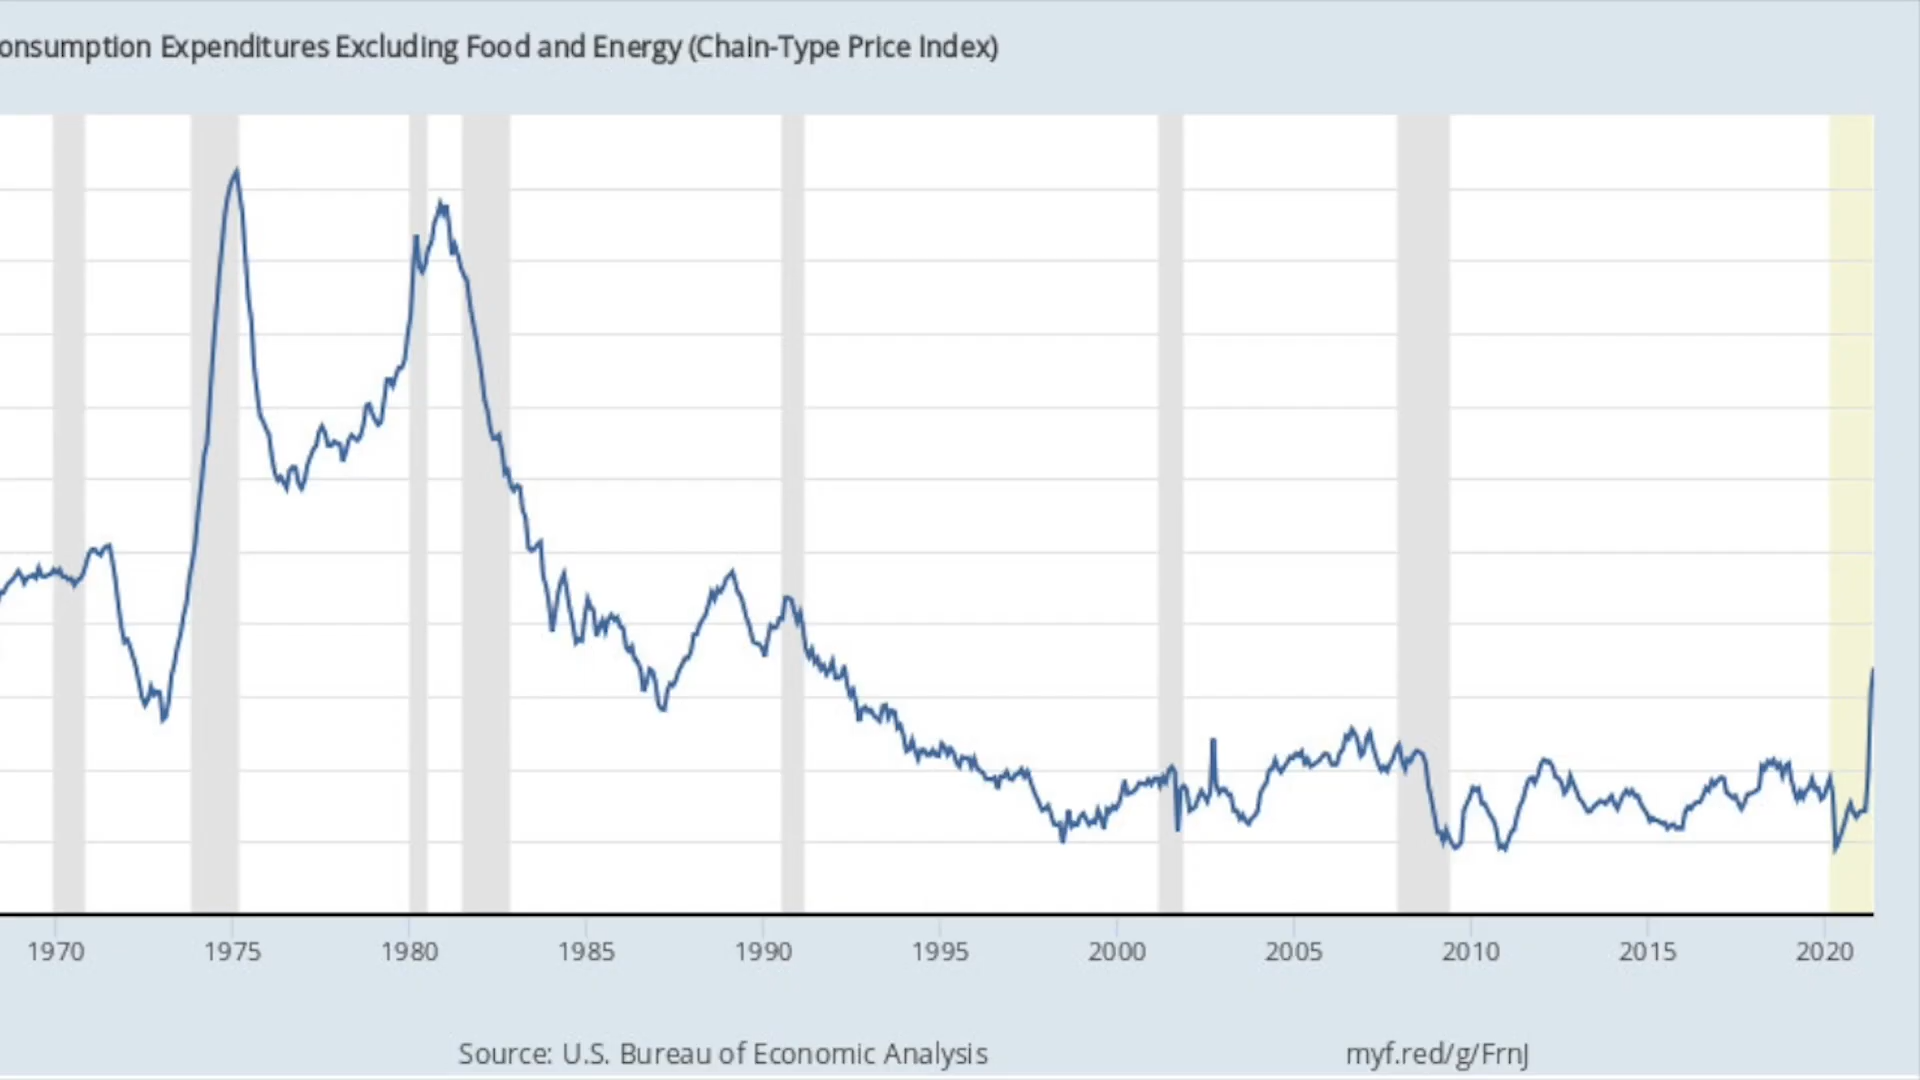 onsumption Expenditures Excluding Food and Energy (Chain-Type Price Index)
1970 1975 1980 1985 1990 1995 2000 2005 2010 2015 2020
Source: U.S. Bureau of Economic Analysis myf.red/g/FrnJ